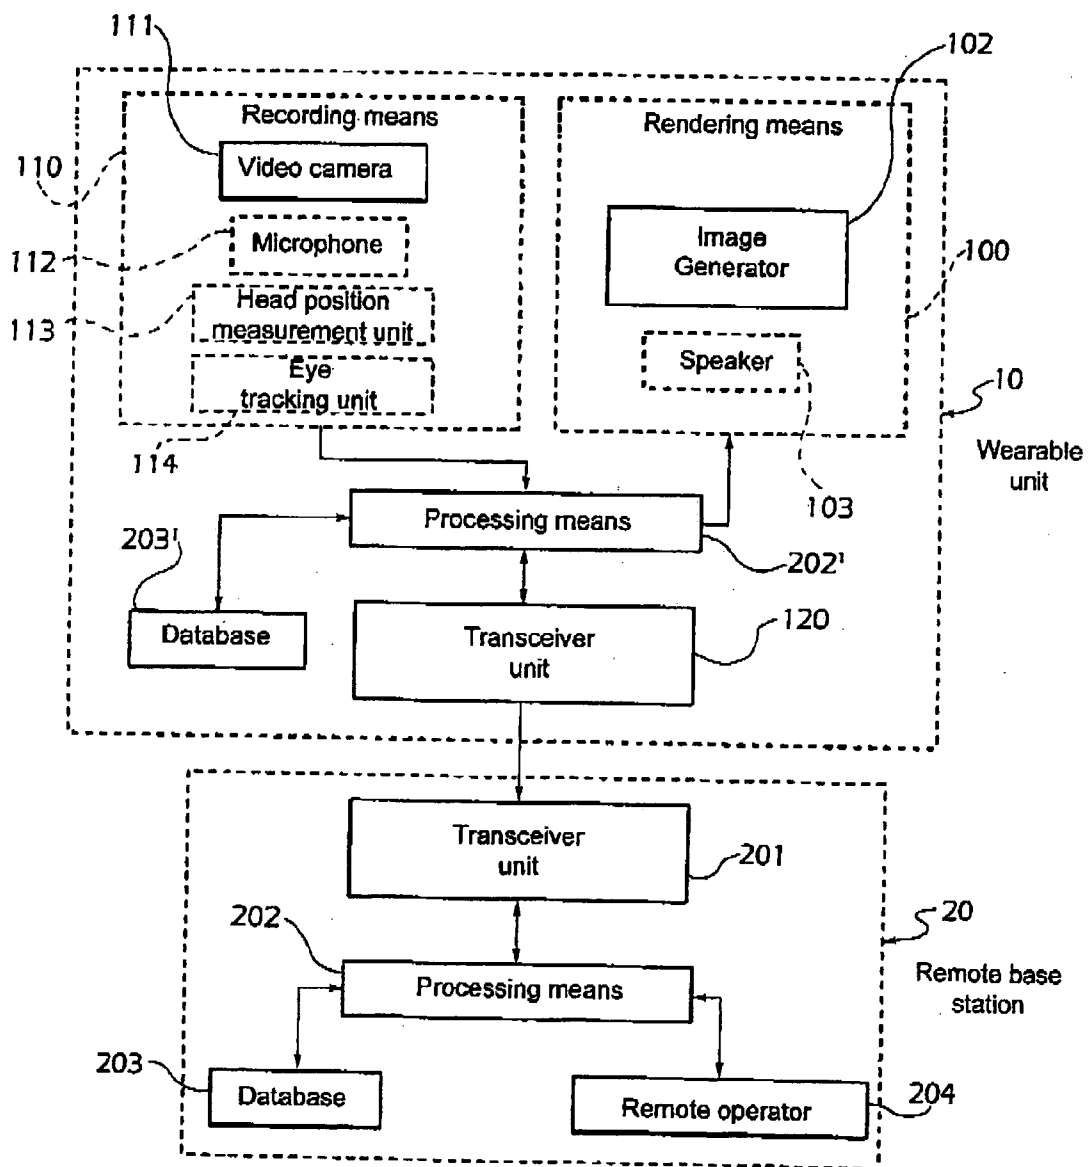 111
102
Recording means
Rendering means
110
Video camera
Microphone
112
Image
Generator
100
Head position
measurement unit
113
Eye
tracking unit
Speaker
114
103
10
Wearable
unit
Processing means
202'
203'
Database
Transceiver
unit
120
Transceiver
unit
201
202
20
Processing means
Remote base
station
203
Database
Remote operator
204